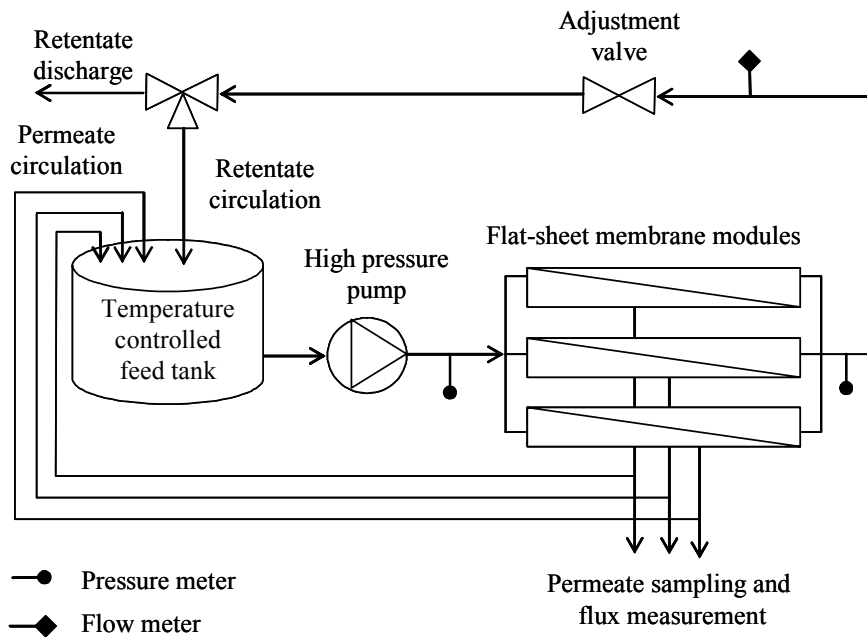 Adjustment
valve
Retentate
discharge
Permeate
circulation
Retentate
circulation
Flat-sheet membrane modules
High pressure
pump
Temperature
controlled
feed tank
Pressure meter
Flow meter
Permeate sampling and
flux measurement